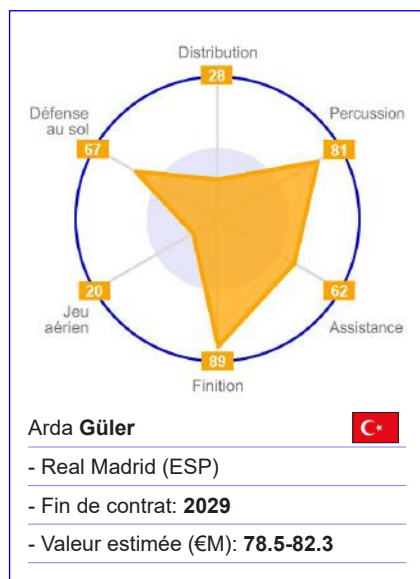 Distribution
28
Défense
au sol
67
Percussion
81
20
Jeu
aérien
62
Assistance
89
Finition
Arda Güler
- Real Madrid (ESP)
- Fin de contrat: 2029
- Valeur estimée (€M): 78.5-82.3